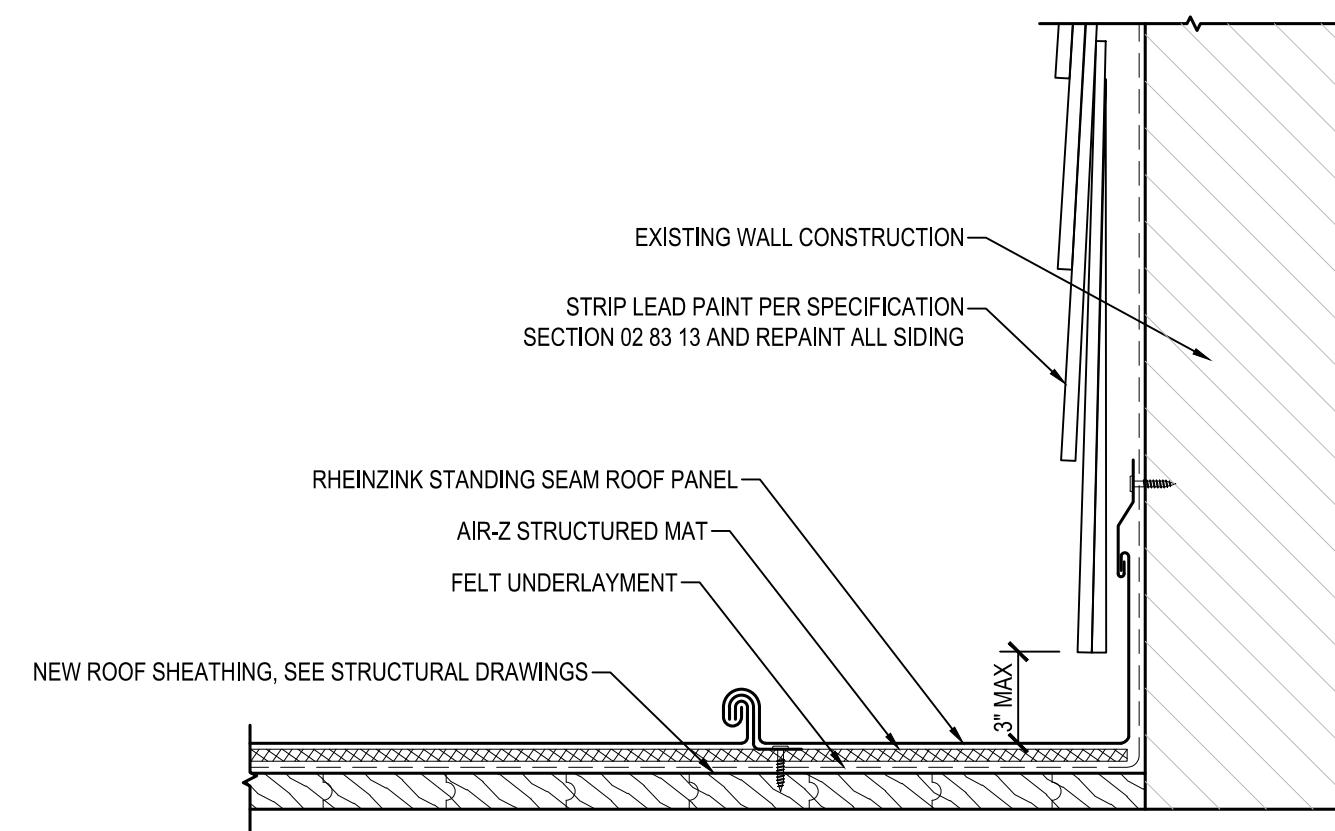 EXISTING WALL CONSTRUCTION
STRIP LEAD PAINT PER SPECIFICATION
SECTION 02 83 13 AND REPAINT ALL SIDING
RHEINZINK STANDING SEAM ROOF PANEL
AIR-Z STRUCTURED MAT
FELT UNDERLAYMENT
NEW ROOF SHEATHING, SEE STRUCTURAL DRAWINGS
3" MAX